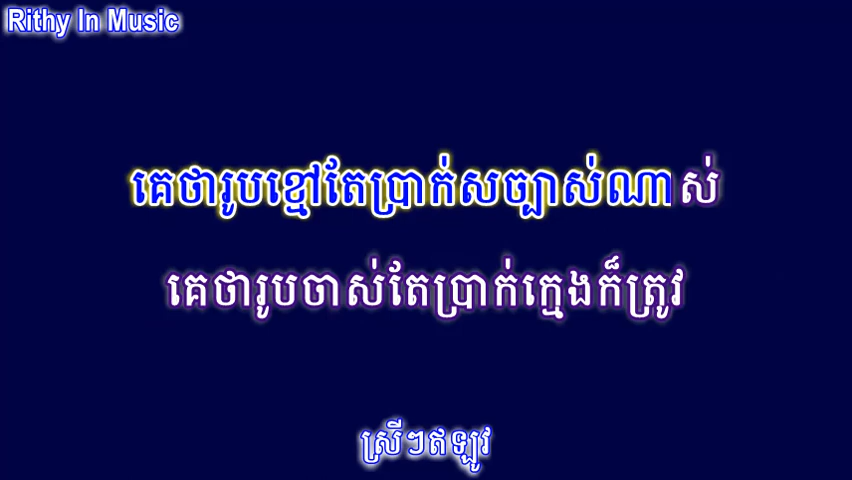 Rithy In Music
គេថារូបខ្មៅតែប្រាក់សច្បាស់ណាស់
គេថារូបចាស់តែប្រាក់ក្មេងក៏ត្រូវ
ស្រីៗឥឡូវ